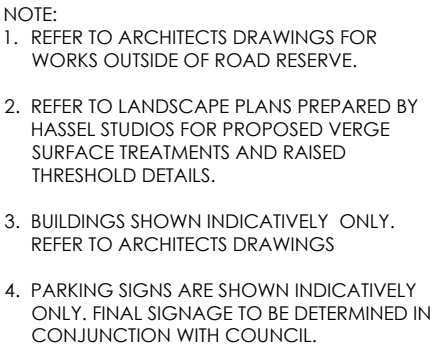 NOTE:
1. REFER TO ARCHITECTS DRAWINGS FOR
WORKS OUTSIDE OF ROAD RESERVE.
2. REFER TO LANDSCAPE PLANS PREPARED BY
HASSEL STUDIOS FOR PROPOSED VERGE
SURFACE TREATMENTS AND RAISED
THRESHOLD DETAILS.
3. BUILDINGS SHOWN INDICATIVELY ONLY.
REFER TO ARCHITECTS DRAWINGS
4. PARKING SIGNS ARE SHOWN INDICATIVELY
ONLY. FINAL SIGNAGE TO BE DETERMINED IN
CONJUNCTION WITH COUNCIL.